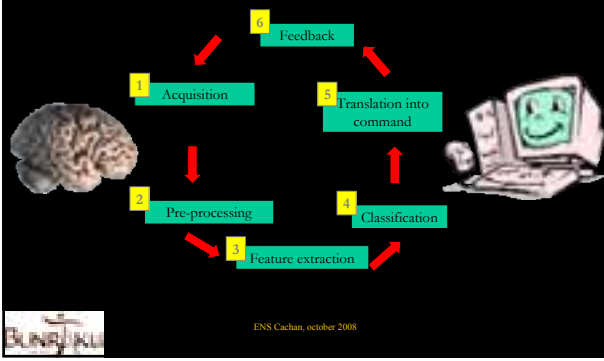 6
Feedback
1
Acquisition
5
Translation into
command
2
Pre-processing
4
Classification
3
Feature extraction
ENS Cachan, october 2008